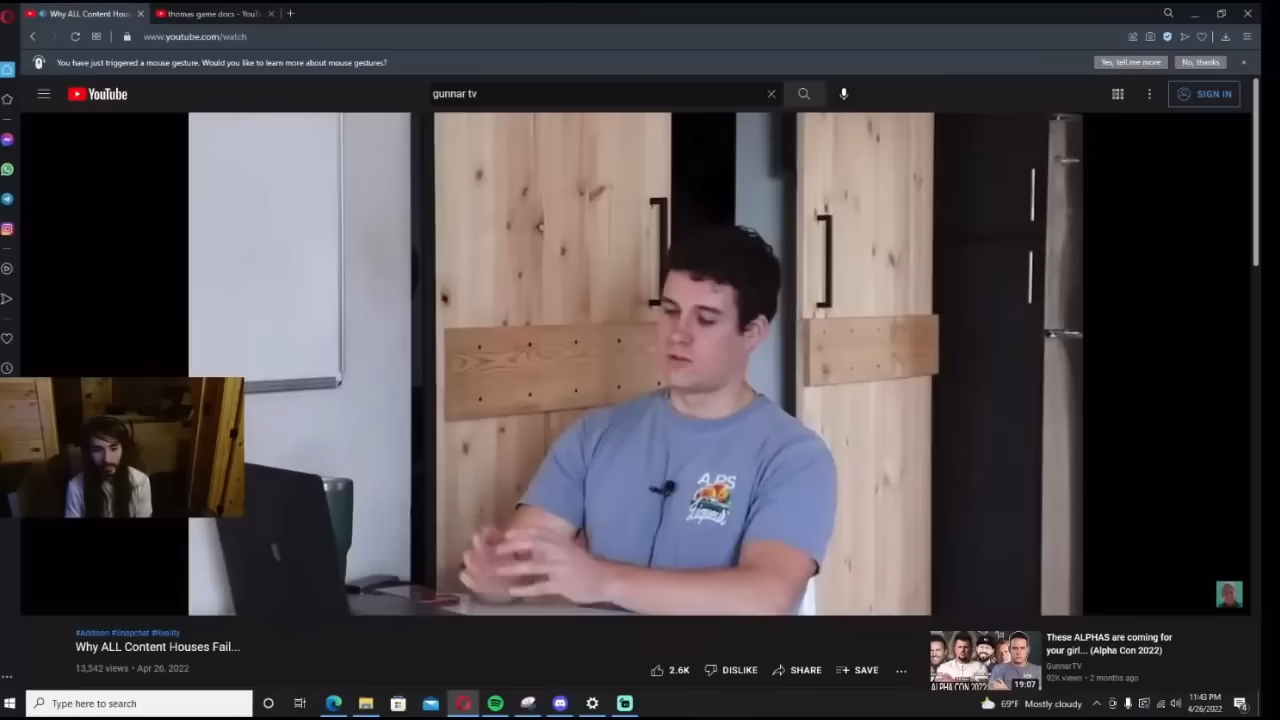 Why ALL Content Hous
thomas game docs - YouT
www.youtube.com/watch
You have just triggered a mouse gesture. Would you like to learn more about mouse gestures?
Yes, tell me more
No, thanks
YouTube
gunnar tv
SIGN IN
#Addison #Snapchat #Reality
Why ALL Content Houses Fail...
13,542 views • Apr 26, 2022
2.6K
DISLIKE
SHARE
SAVE
ALPHA CON 2022
19:07
These ALPHAS are coming for
your girl... (Alpha Con 2022)
GunnarTV
92K views • 2 months ago
Type here to search
69°F Mostly cloudy
11:43 PM
4/26/2022